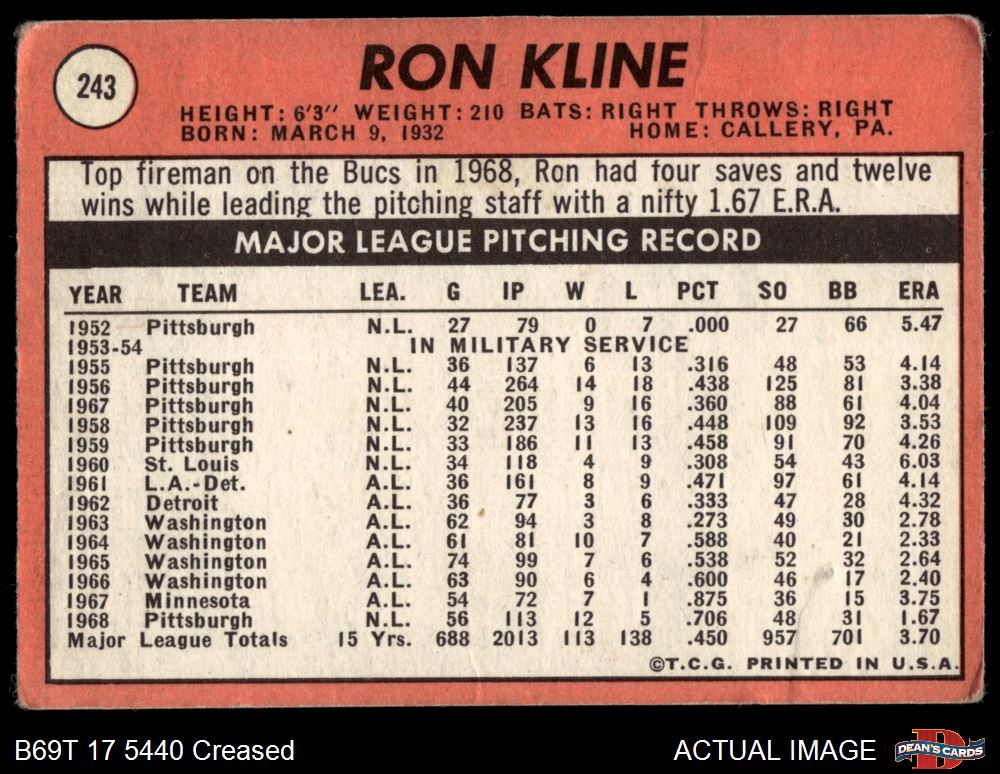 243
RON KLINE
HEIGHT: 6'3" WEIGHT: 210 BATS: RIGHT THROWS: RIGHT
BORN: MARCH 9, 1932 HOME: CALLERY, PA.
Top fireman on the Bucs in 1968, Ron had four saves and twelve
wins while leading the pitching staff with a nifty 1.67 E.R.A.
MAJOR LEAGUE PITCHING RECORD
YEAR TEAM LEA. G IP W L PCT SO BB ERA
1952 Pittsburgh N.L. 27 79 0 7 .000 27 66 5.47
1953-54 IN MILITARY SERVICE
1955 Pittsburgh N.L. 36 137 6 13 .316 48 53 4.14
1956 Pittsburgh N.L. 44 264 14 18 .438 125 81 3.38
1967 Pittsburgh N.L. 40 205 9 16 .360 88 61 4.04
1958 Pittsburgh N.L. 32 237 13 16 .448 109 92 3.53
1959 Pittsburgh N.L. 33 186 11 13 .458 91 70 4.26
1960 St. Louis N.L. 34 118 4 9 .308 54 43 6.03
1961 L.A.-Det. A.L. 36 161 8 9 .471 97 61 4.14
1962 Detroit A.L. 36 77 3 6 .333 47 28 4.32
1963 Washington A.L. 62 94 3 8 .273 49 30 2.78
1964 Washington A.L. 61 81 10 7 .588 40 21 2.33
1965 Washington A.L. 74 99 7 6 .538 52 32 2.64
1966 Washington A.L. 63 90 6 4 .600 46 17 2.40
1967 Minnesota A.L. 54 72 7 1 .875 36 15 3.75
1968 Pittsburgh N.L. 56 113 12 5 .706 48 31 1.67
Major League Totals 15 Yrs. 688 2013 113 138 .450 957 701 3.70
©T.C.G. PRINTED IN U.S.A.
B69T 17 5440 Creased
ACTUAL IMAGE
DEAN'S CARDS